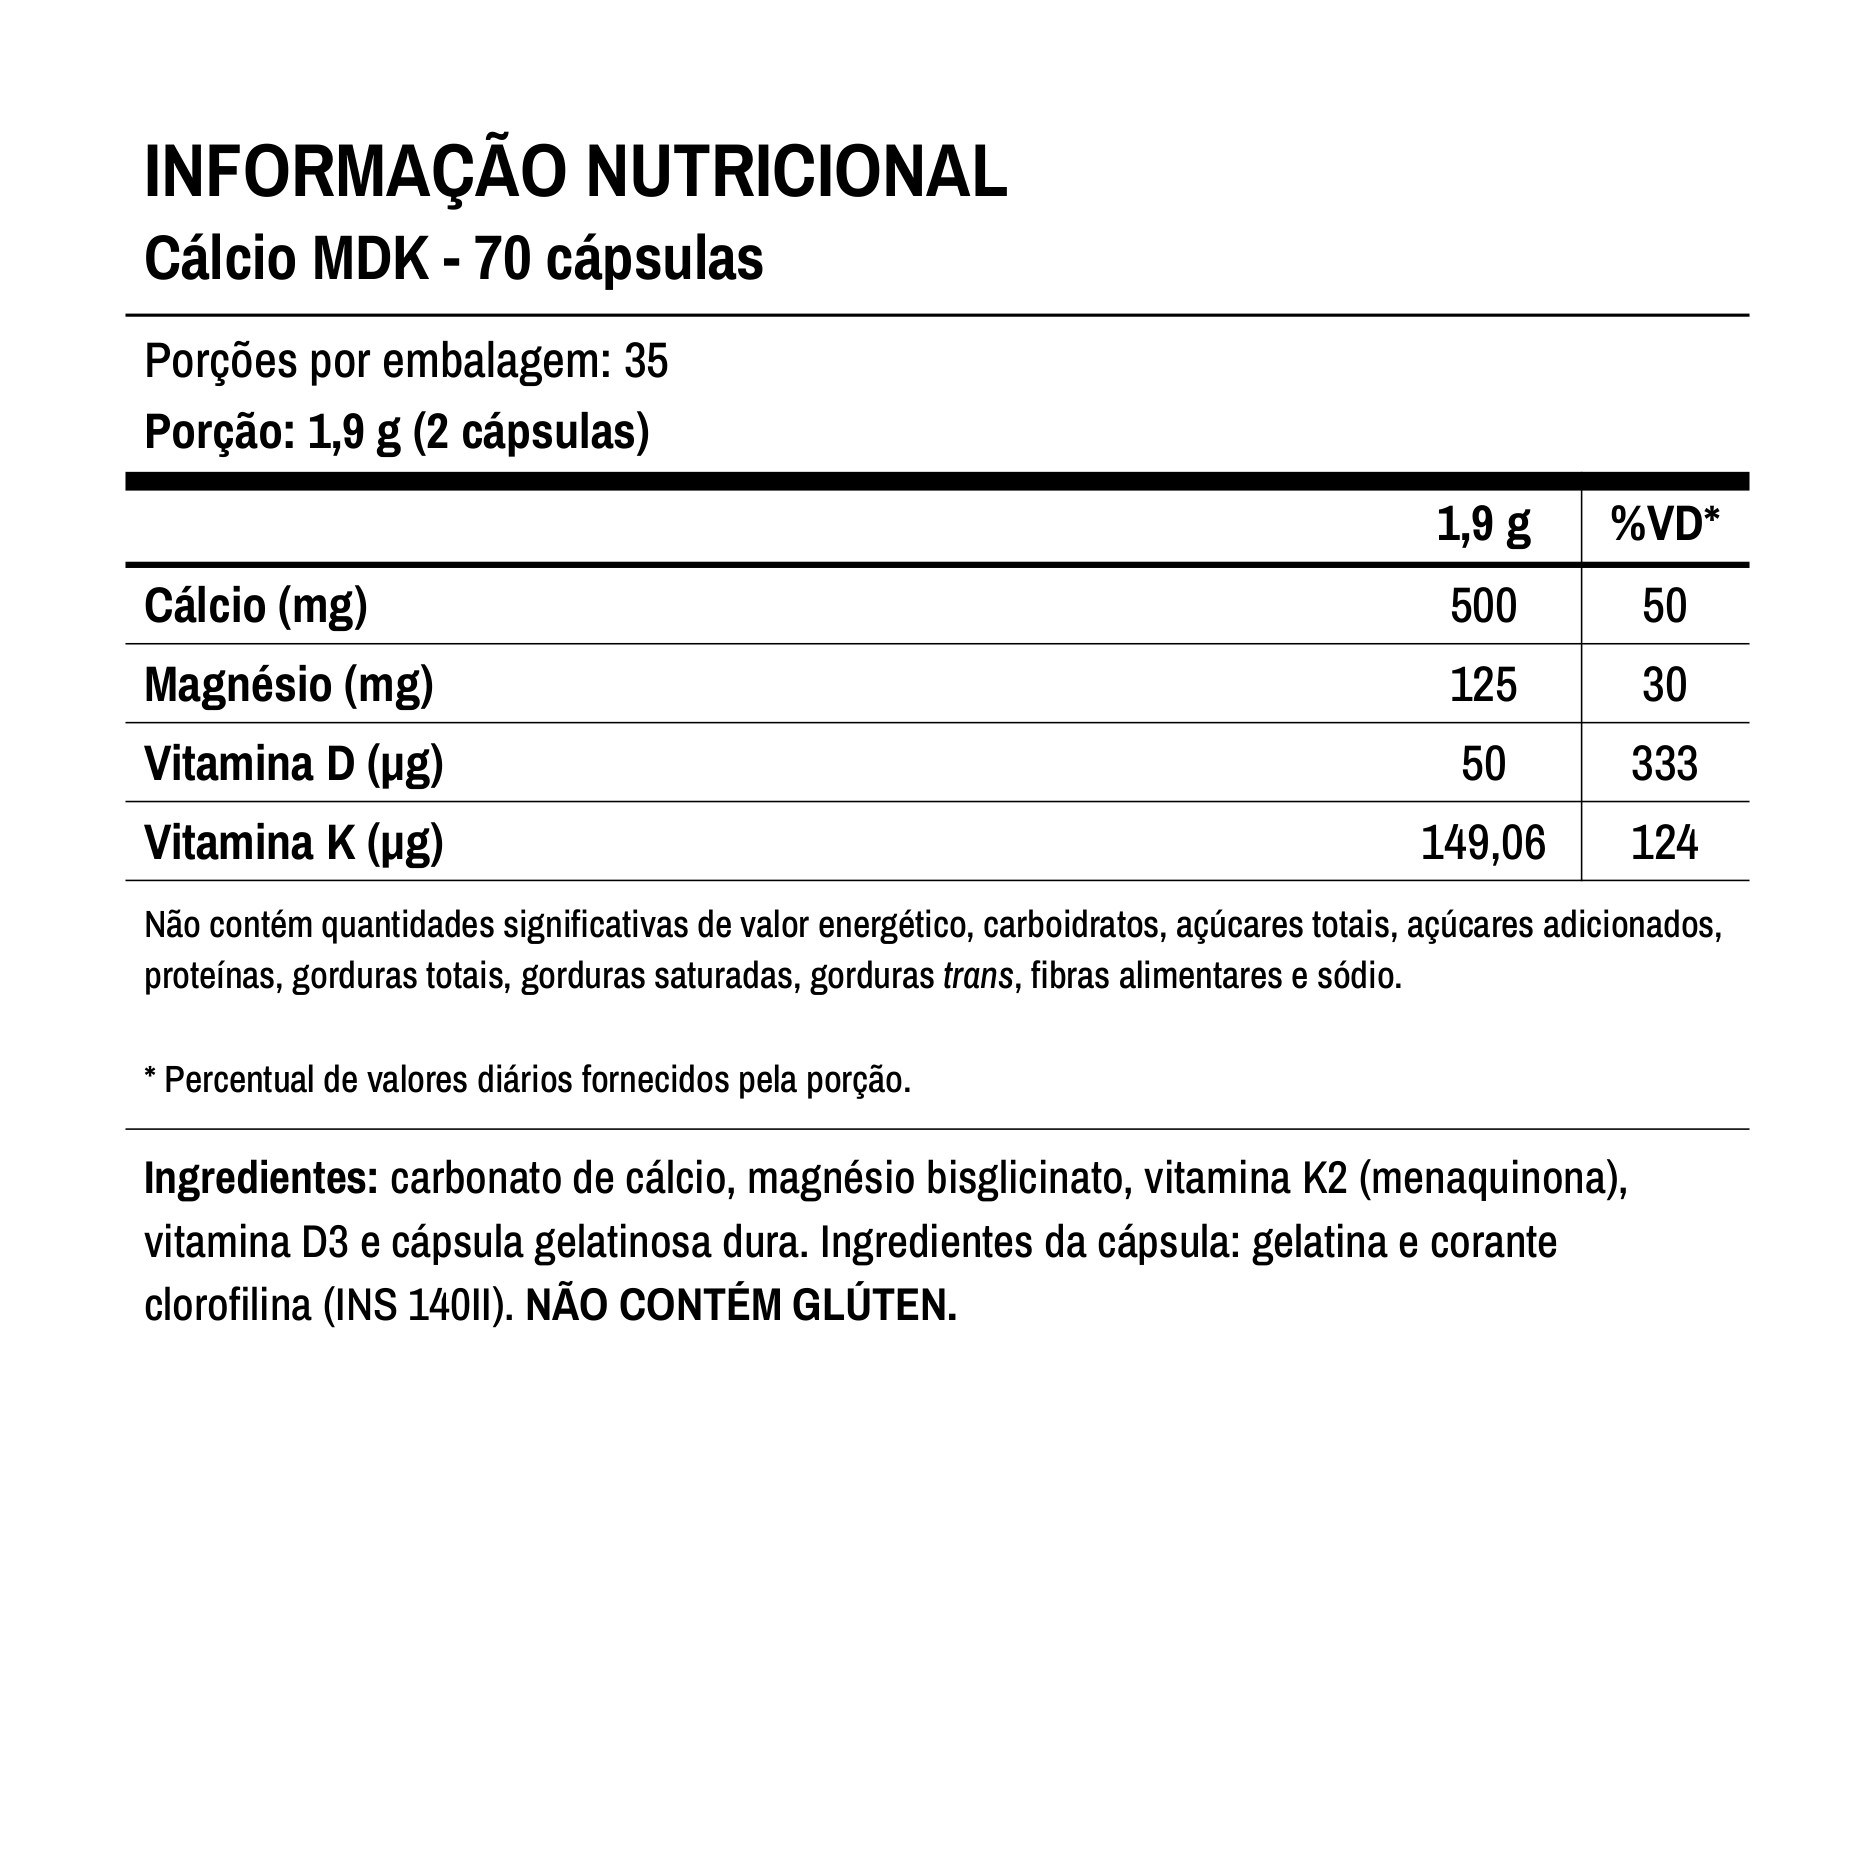 INFORMAÇÃO NUTRICIONAL
Cálcio MDK - 70 cápsulas
Porções por embalagem: 35
Porção: 1,9 g (2 cápsulas)
1,9 g %VD*
Cálcio (mg) 500 50
Magnésio (mg) 125 30
Vitamina D (µg) 50 333
Vitamina K (µg) 149,06 124
Não contém quantidades significativas de valor energético, carboidratos, açúcares totais, açúcares adicionados,
proteínas, gorduras totais, gorduras saturadas, gorduras trans, fibras alimentares e sódio.
* Percentual de valores diários fornecidos pela porção.
Ingredientes: carbonato de cálcio, magnésio bisglicinato, vitamina K2 (menaquinona),
vitamina D3 e cápsula gelatinosa dura. Ingredientes da cápsula: gelatina e corante
clorofilina (INS 140II). NÃO CONTÉM GLÚTEN.